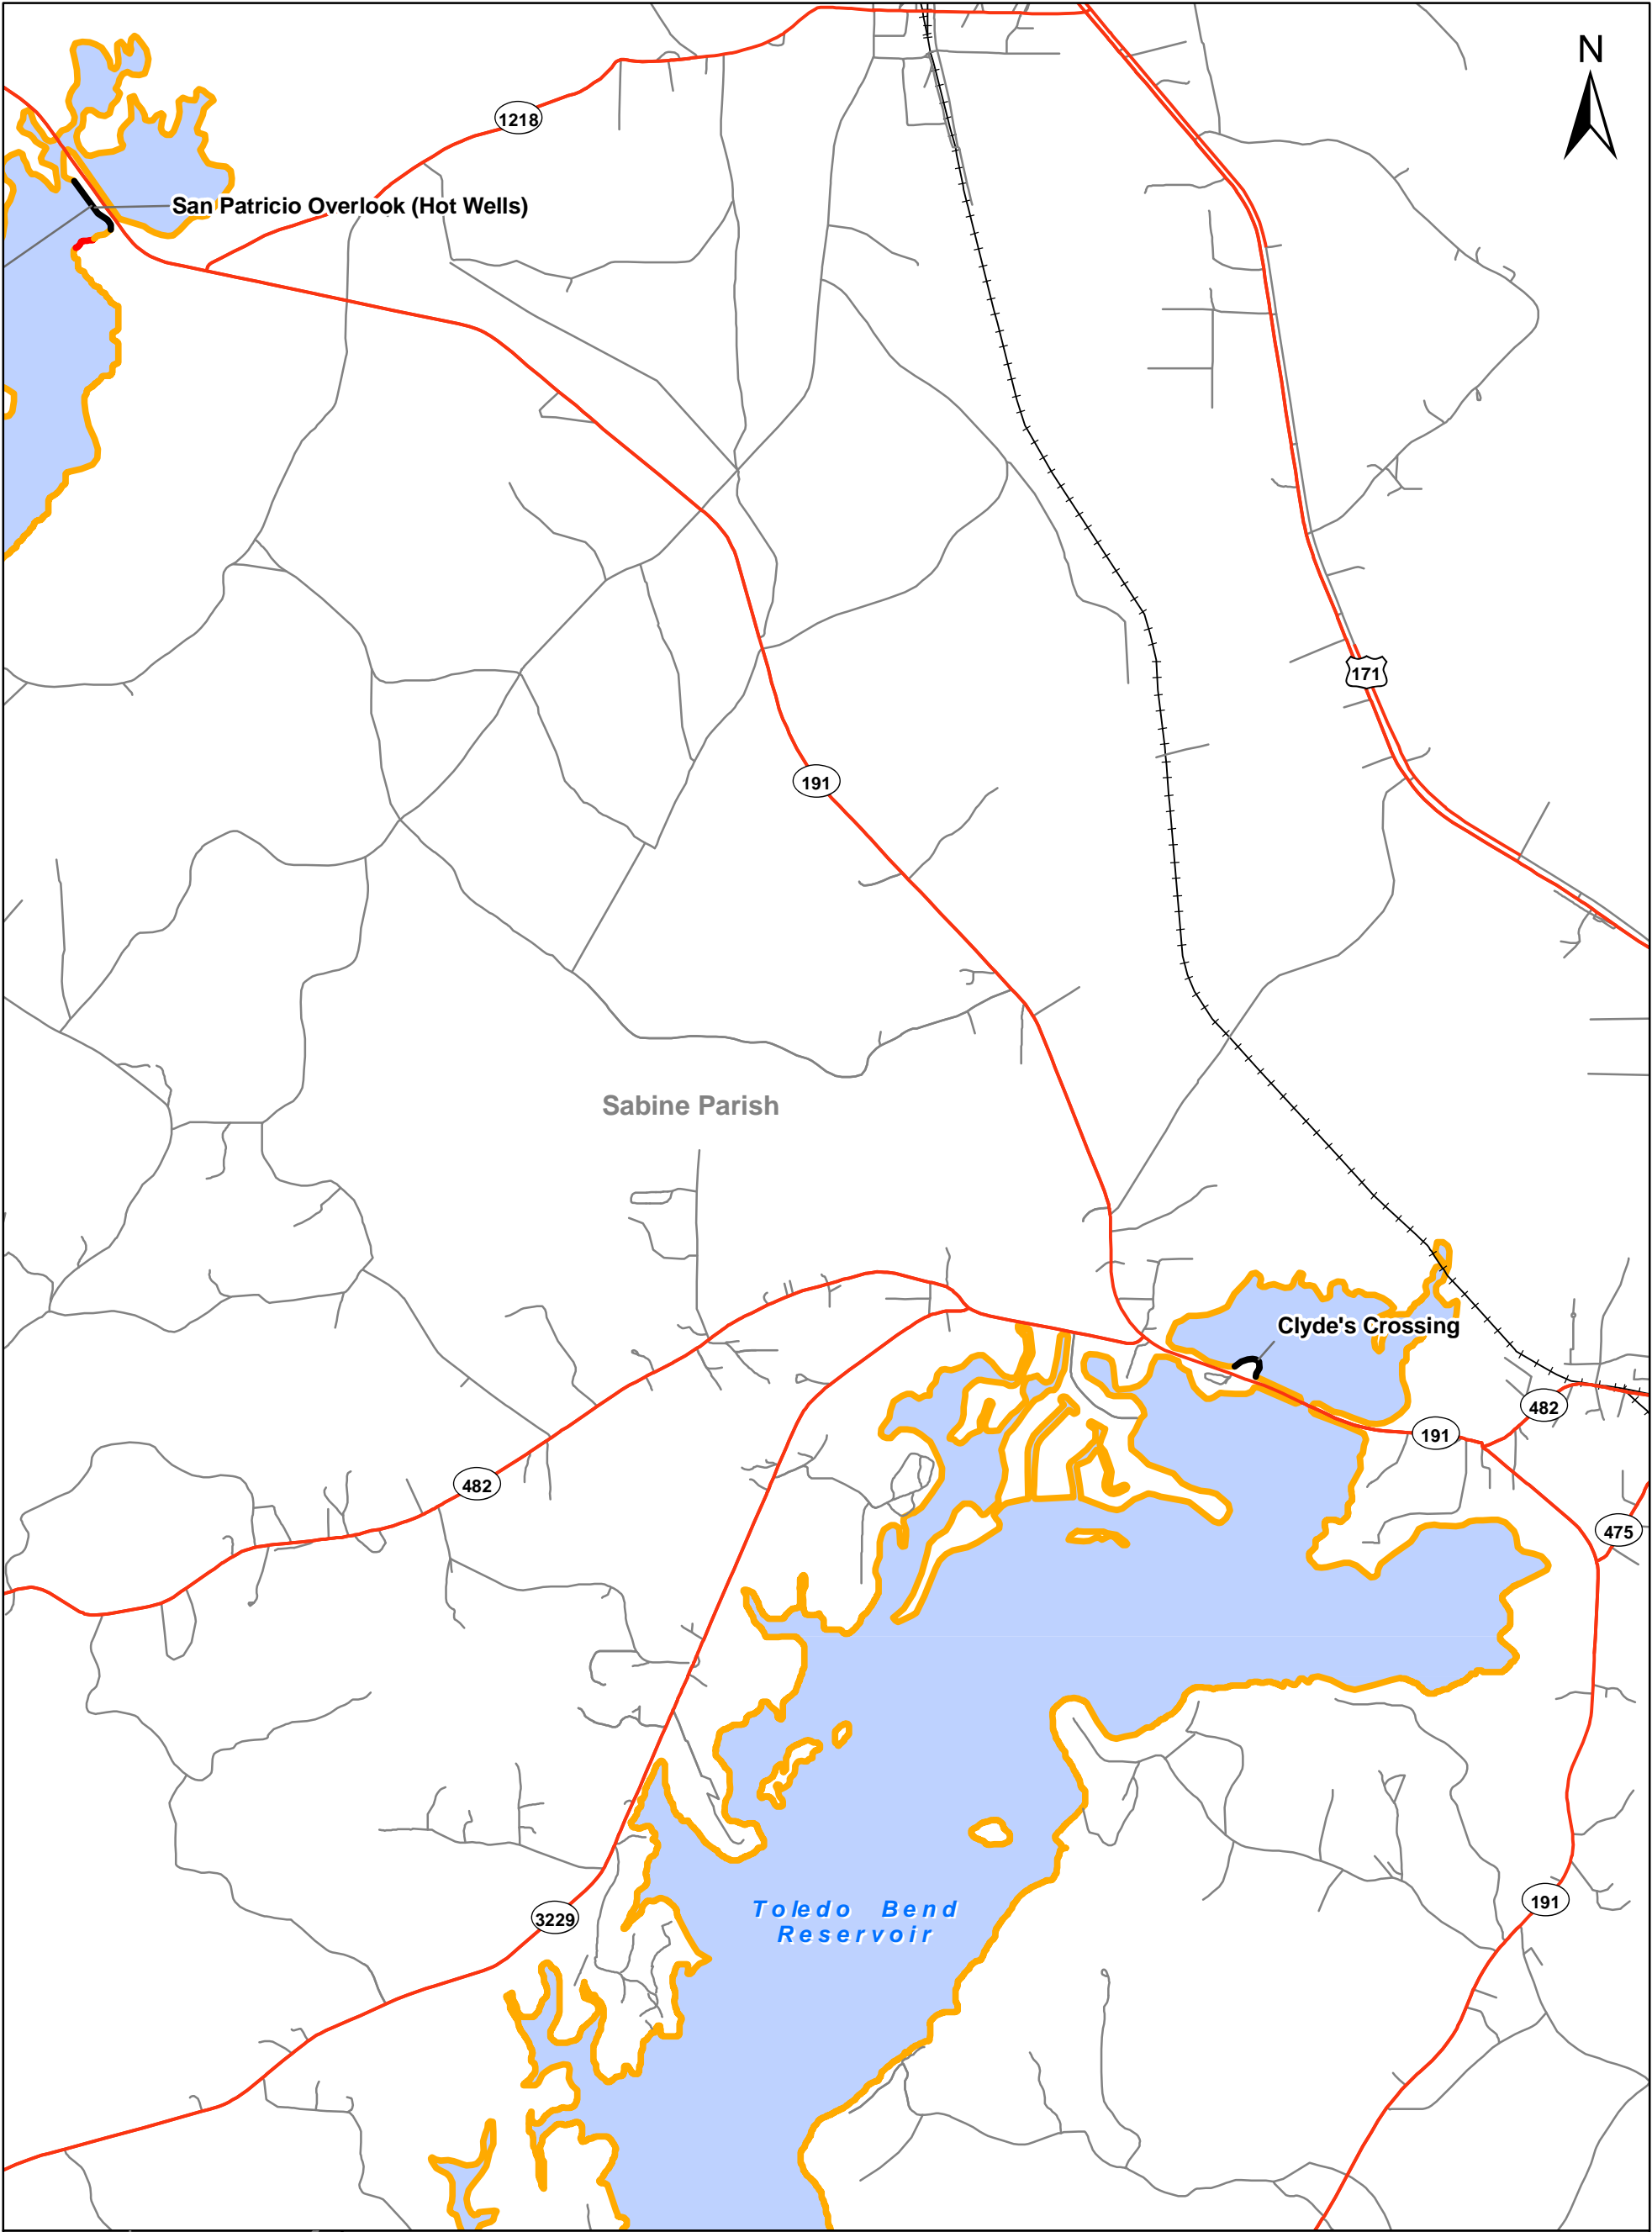 N
1218
San Patricio Overlook (Hot Wells)
171
191
Sabine Parish
Clyde's Crossing
482
191
482
475
Toledo Bend
Reservoir
191
3229